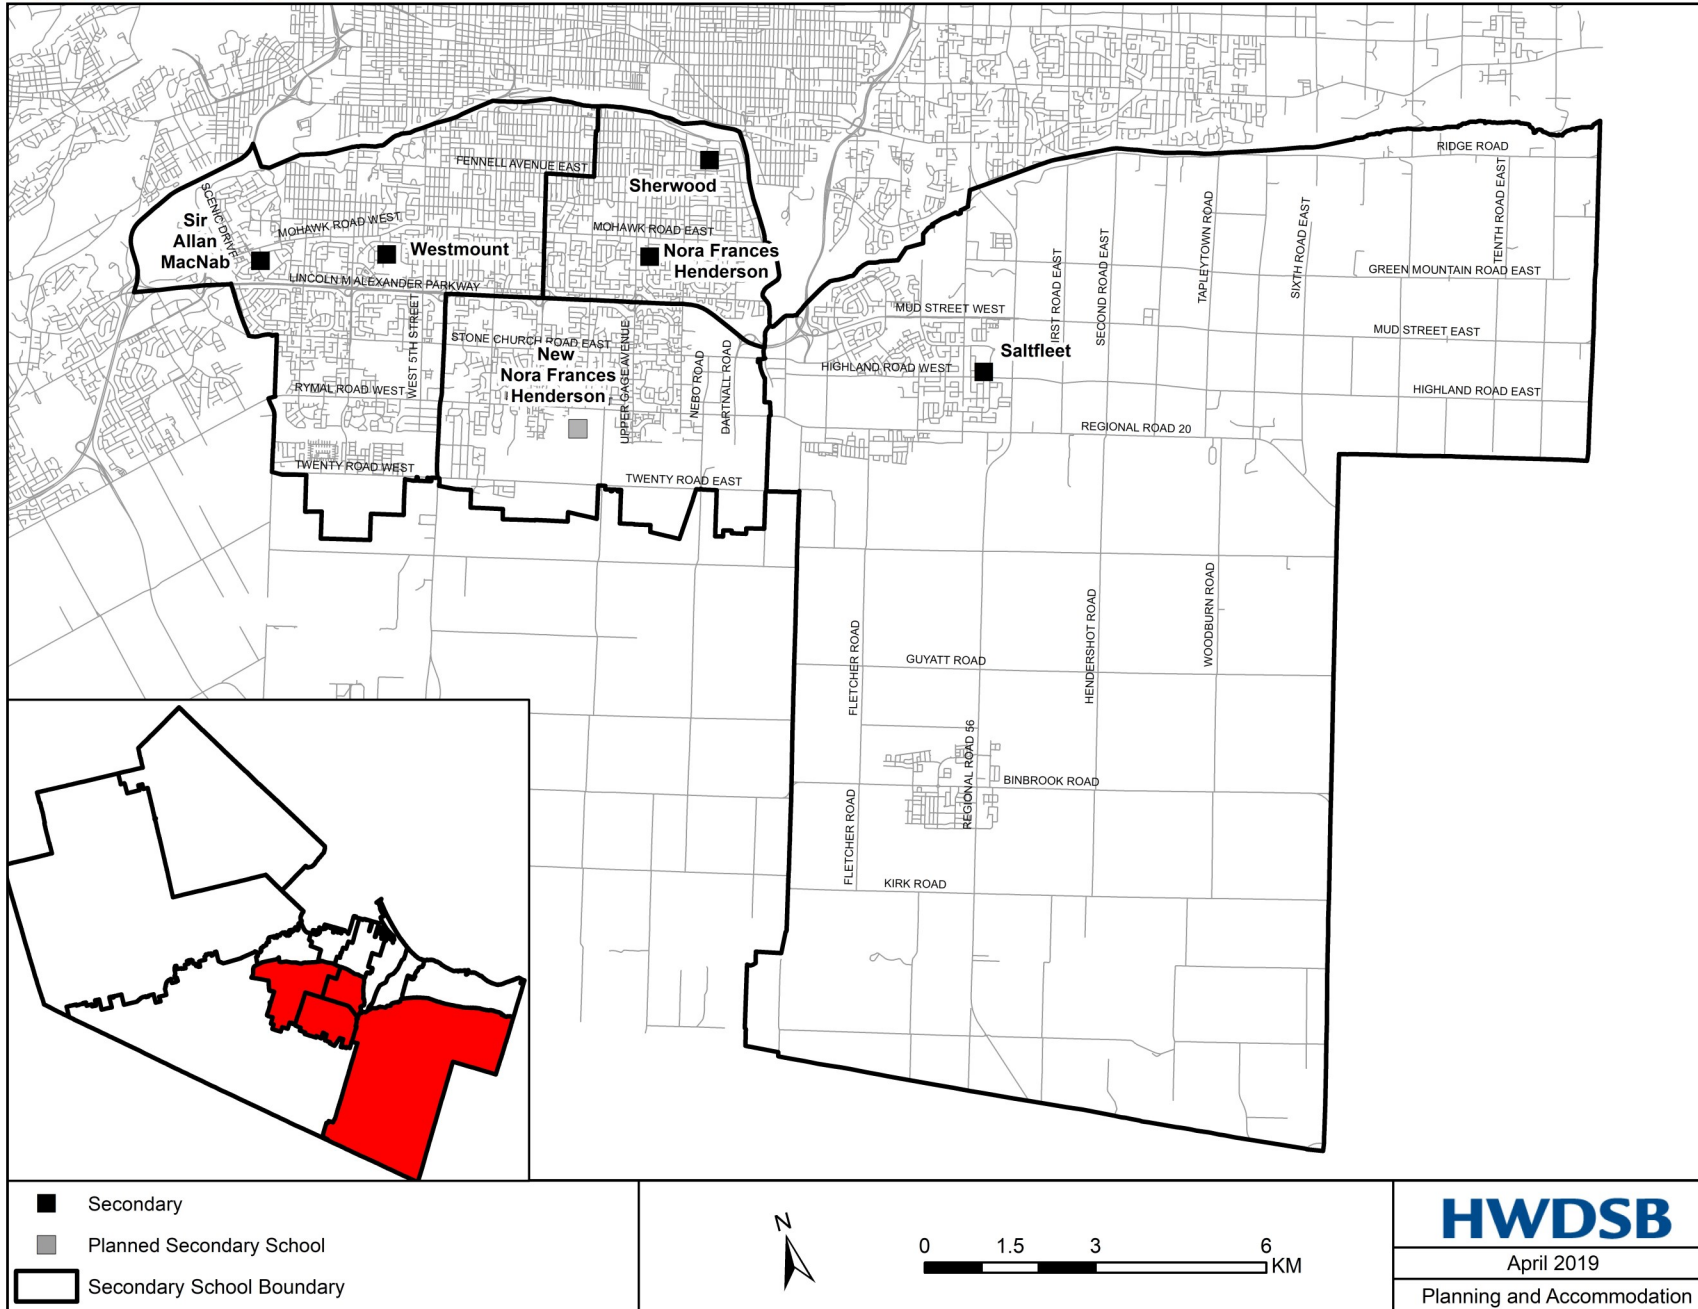 RIDGE ROAD
FENNELL AVENUE EAST
Sherwood
SCENIC DRIVE
TENTH ROAD EAST
TAPLEYTOWN ROAD
SIXTH ROAD EAST
Sir
Allan
MacNab
MOHAWK ROAD WEST
Westmount
MOHAWK ROAD EAST
Nora Frances
Henderson
FIRST ROAD EAST
SECOND ROAD EAST
GREEN MOUNTAIN ROAD EAST
LINCOLN M ALEXANDER PARKWAY
MUD STREET WEST
MUD STREET EAST
WEST 5TH STREET
STONE CHURCH ROAD EAST
New
Nora Frances
Henderson
UPPER GAGE AVENUE
NEBO ROAD
DARTNALL ROAD
Saltfleet
HIGHLAND ROAD WEST
HIGHLAND ROAD EAST
RYMAL ROAD WEST
REGIONAL ROAD 20
TWENTY ROAD WEST
TWENTY ROAD EAST
FLETCHER ROAD
GUYATT ROAD
HENDERSHOT ROAD
WOODBURN ROAD
REGIONAL ROAD 56
BINBROOK ROAD
FLETCHER ROAD
KIRK ROAD
Secondary
Planned Secondary School
Secondary School Boundary
N
0 1.5 3 6
KM
HWDSB
April 2019
Planning and Accommodation